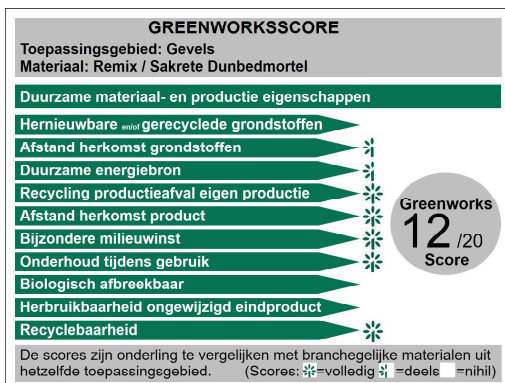 GREENWORKSSCORE
Toepassingsgebied: Gevels
Materiaal: Remix / Sakrete Dunbedmortel
Duurzame materiaal- en productie eigenschappen
Hernieuwbare en/of gerecyclede grondstoffen
Afstand herkomst grondstoffen
Duurzame energiebron
Recycling productieafval eigen productie
Afstand herkomst product
Bijzondere milieuwinst
Onderhoud tijdens gebruik
Biologisch afbreekbaar
Herbruikbaarheid ongewijzigd eindproduct
Recyclebaarheid
Greenworks
12 /20
Score
De scores zijn onderling te vergelijken met branchegelijke materialen uit
hetzelfde toepassingsgebied. (Scores: =volledig =deels =nihil)